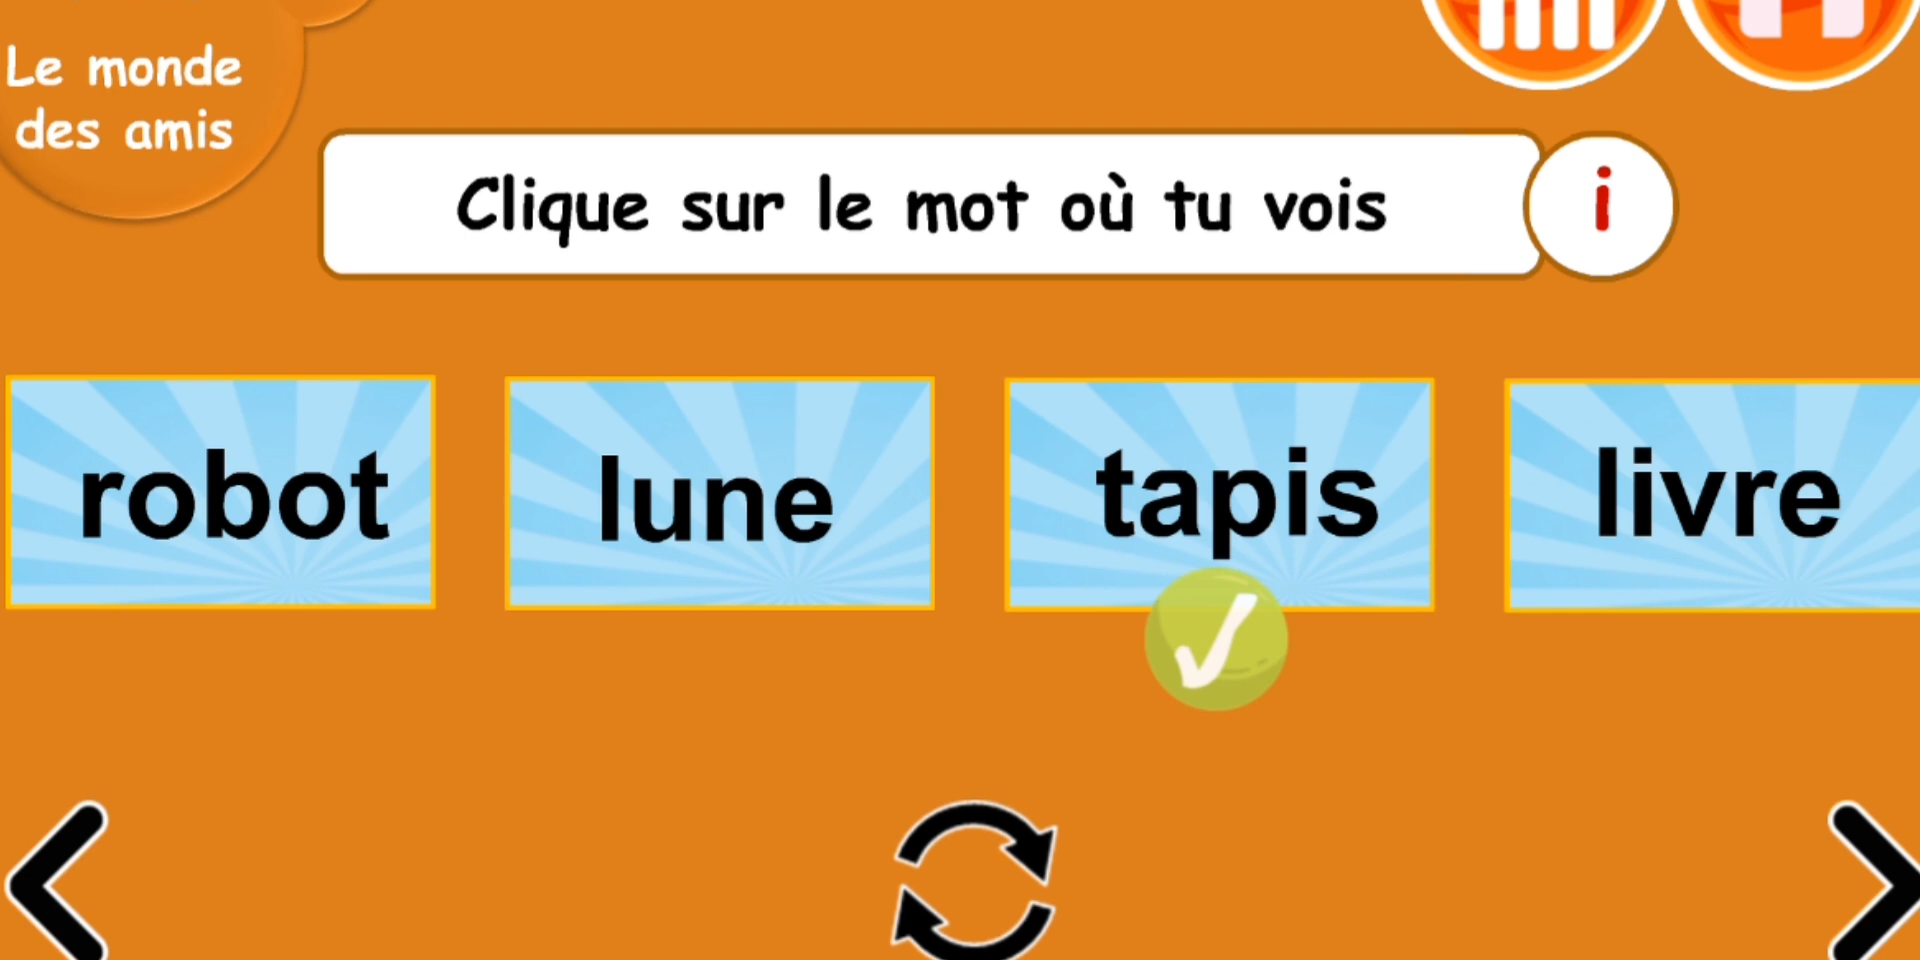 Le monde
des amis
Clique sur le mot où tu vois
i
robot
lune
tapis
livre